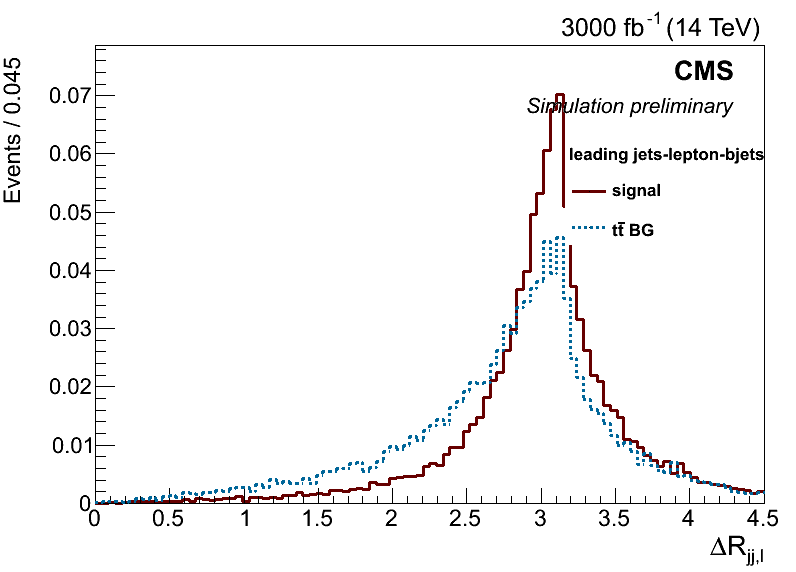 3000 fb⁻¹ (14 TeV)
CMS
Simulation preliminary
leading jets-lepton-bjets
signal
tt̄ BG
Events / 0.045
0.07
0.06
0.05
0.04
0.03
0.02
0.01
0
0 0.5 1 1.5 2 2.5 3 3.5 4 4.5
ΔR_jj,l